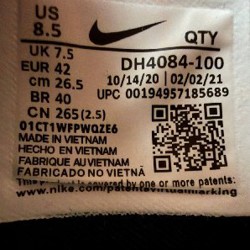 US 8.5 QTY
UK 7.5 DH4084-100
EUR 42 10/14/20 | 02/02/21
cm 26.5 UPC 00194957185689
BR 40
CN 265 (2.5)
01CT1WFPWQZE6
MADE IN VIETNAM
HECHO EN VIETNAM
FABRIQUE AU VIETNAM
FABRICADO NO VIETNÃ
This product is covered by one or more patents:
www.nike.com/patentsvirtualmarking